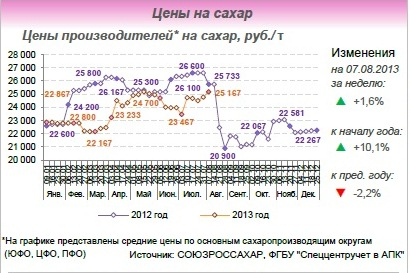 Цены на сахар
Цены производителей* на сахар, руб./т
28 000
27 000
26 000
25 000
24 000
23 000
22 000
21 000
20 000
22 867
22 600
24 200
22 800
25 800
26 167
22 167
23 233
25 300
24 700
26 600
26 100
23 467
25 733
25 167
20 900
22 067
22 581
22 267
Янв. Фев. Мар. Апр. Май. Июн. Июл. Авг. Сен. Окт. Ноя. Дек.
2012 год
2013 год
Изменения
на 07.08.2013
за неделю:
+1,6%
к началу года:
+10,1%
к пред. году:
-2,2%
*На графике представлены средние цены по основным сахаропроизводящим округам
(ЮФО, ЦФО, ПФО)
Источник: СОЮЗРОССАХАР, ФГБУ "Спеццентручет в АПК"